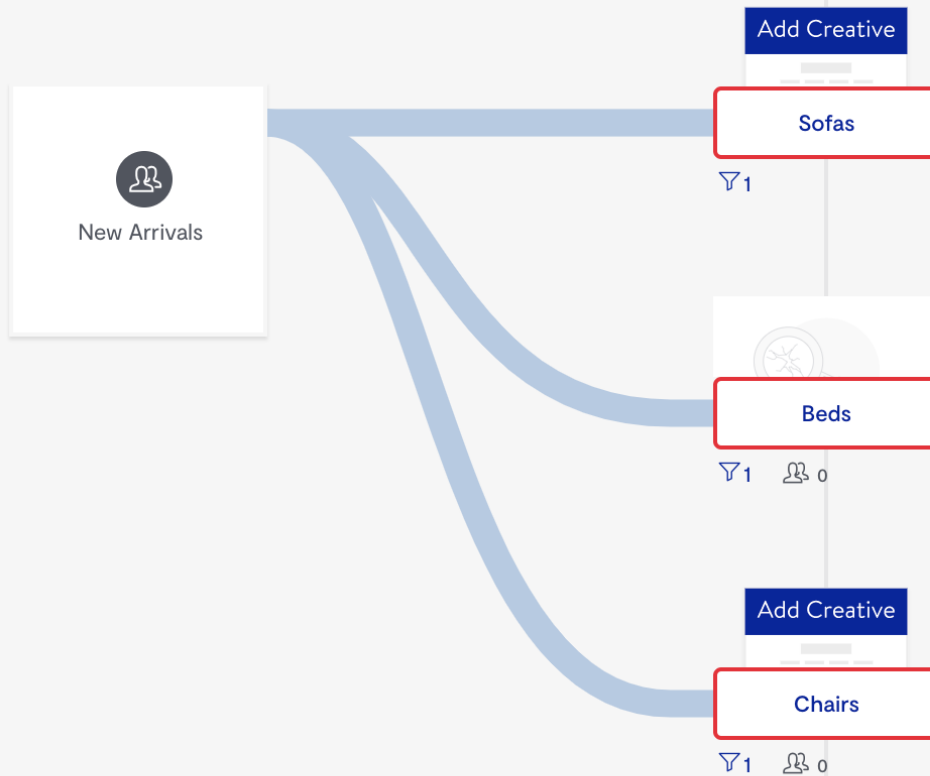 Add Creative
Sofas
1
New Arrivals
Beds
1 0
Add Creative
Chairs
1 0